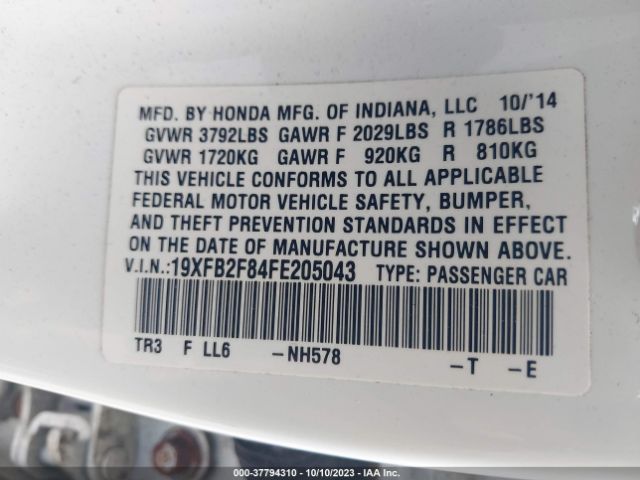 MFD. BY HONDA MFG. OF INDIANA, LLC 10/'14
GVWR 3792LBS GAWR F 2029LBS R 1786LBS
GVWR 1720KG GAWR F 920KG R 810KG
THIS VEHICLE CONFORMS TO ALL APPLICABLE
FEDERAL MOTOR VEHICLE SAFETY, BUMPER,
AND THEFT PREVENTION STANDARDS IN EFFECT
ON THE DATE OF MANUFACTURE SHOWN ABOVE.
V.I.N.:19XFB2F84FE205043 TYPE: PASSENGER CAR
TR3 F LL6 -NH578 -T -E
000-37794310 - 10/10/2023 - IAAI.com